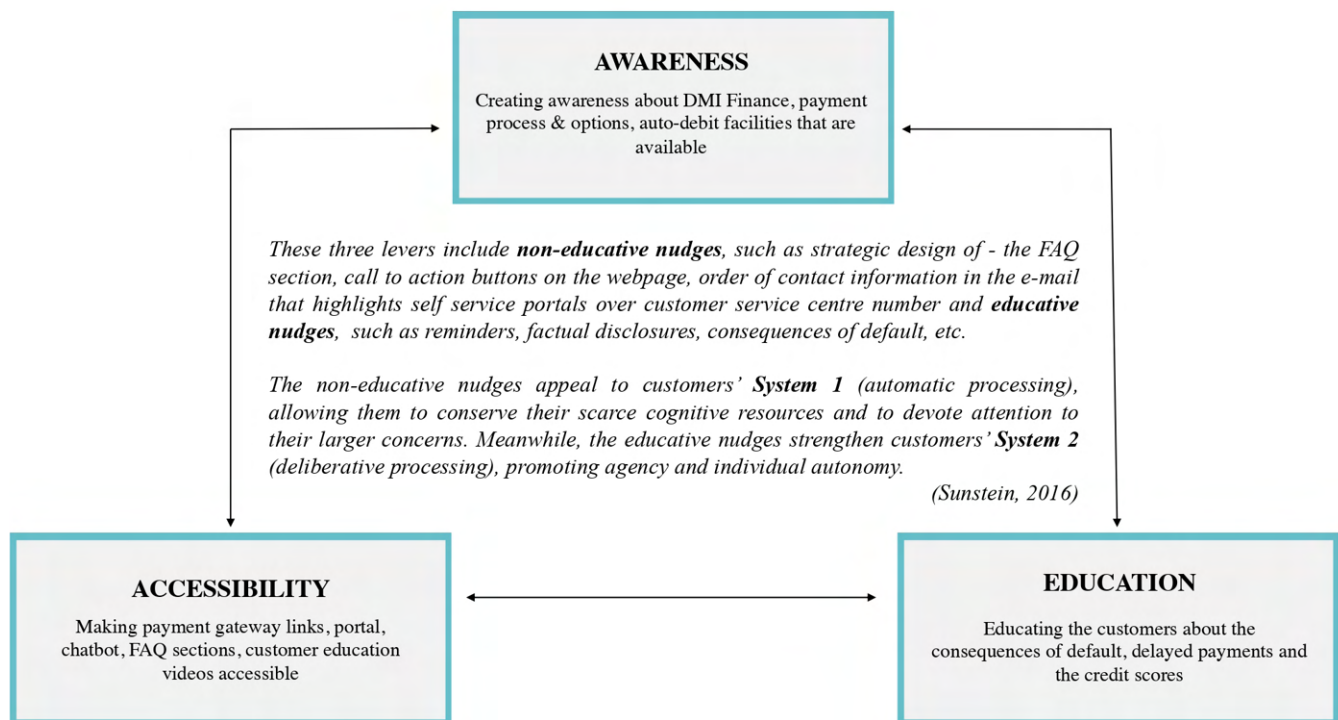 AWARENESS
Creating awareness about DMI Finance, payment
process & options, auto-debit facilities that are
available
These three levers include non-educative nudges, such as strategic design of - the FAQ
section, call to action buttons on the webpage, order of contact information in the e-mail
that highlights self service portals over customer service centre number and educative
nudges, such as reminders, factual disclosures, consequences of default, etc.
The non-educative nudges appeal to customers' System 1 (automatic processing),
allowing them to conserve their scarce cognitive resources and to devote attention to
their larger concerns. Meanwhile, the educative nudges strengthen customers' System 2
(deliberative processing), promoting agency and individual autonomy.
(Sunstein, 2016)
ACCESSIBILITY
Making payment gateway links, portal,
chatbot, FAQ sections, customer education
videos accessible
EDUCATION
Educating the customers about the
consequences of default, delayed payments and
the credit scores